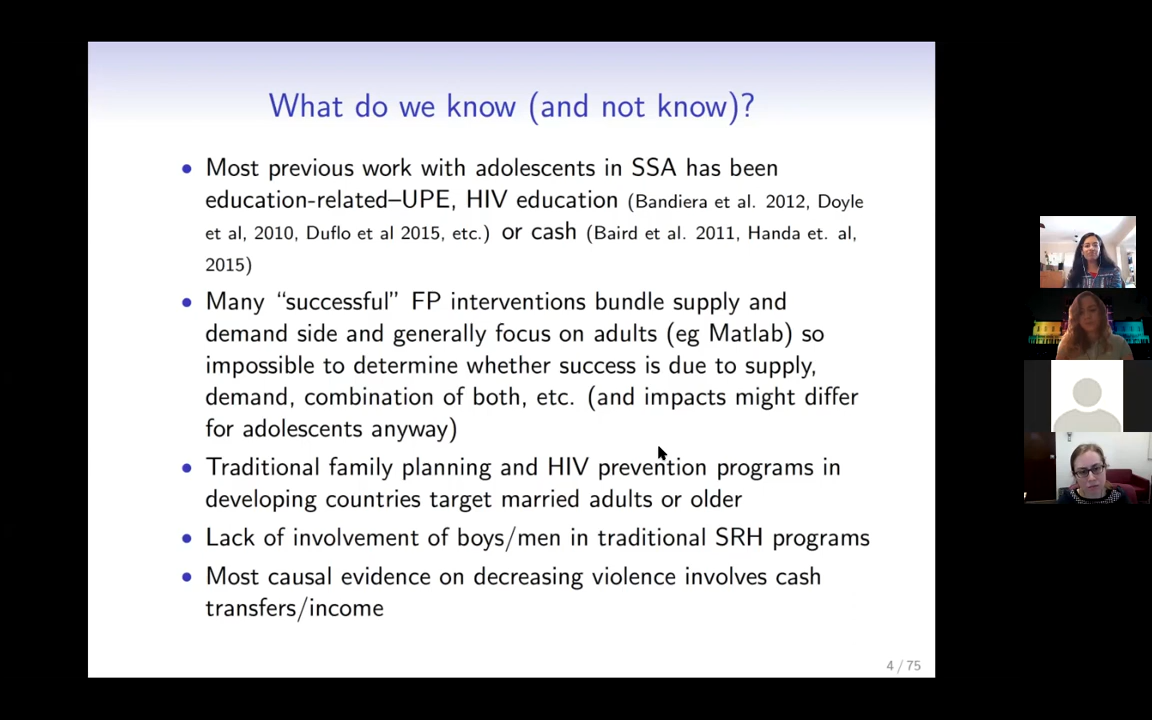 What do we know (and not know)?
• Most previous work with adolescents in SSA has been
education-related–UPE, HIV education (Bandiera et al. 2012, Doyle
et al, 2010, Duflo et al 2015, etc.) or cash (Baird et al. 2011, Handa et. al,
2015)
• Many “successful” FP interventions bundle supply and
demand side and generally focus on adults (eg Matlab) so
impossible to determine whether success is due to supply,
demand, combination of both, etc. (and impacts might differ
for adolescents anyway)
• Traditional family planning and HIV prevention programs in
developing countries target married adults or older
• Lack of involvement of boys/men in traditional SRH programs
• Most causal evidence on decreasing violence involves cash
transfers/income
4 / 75